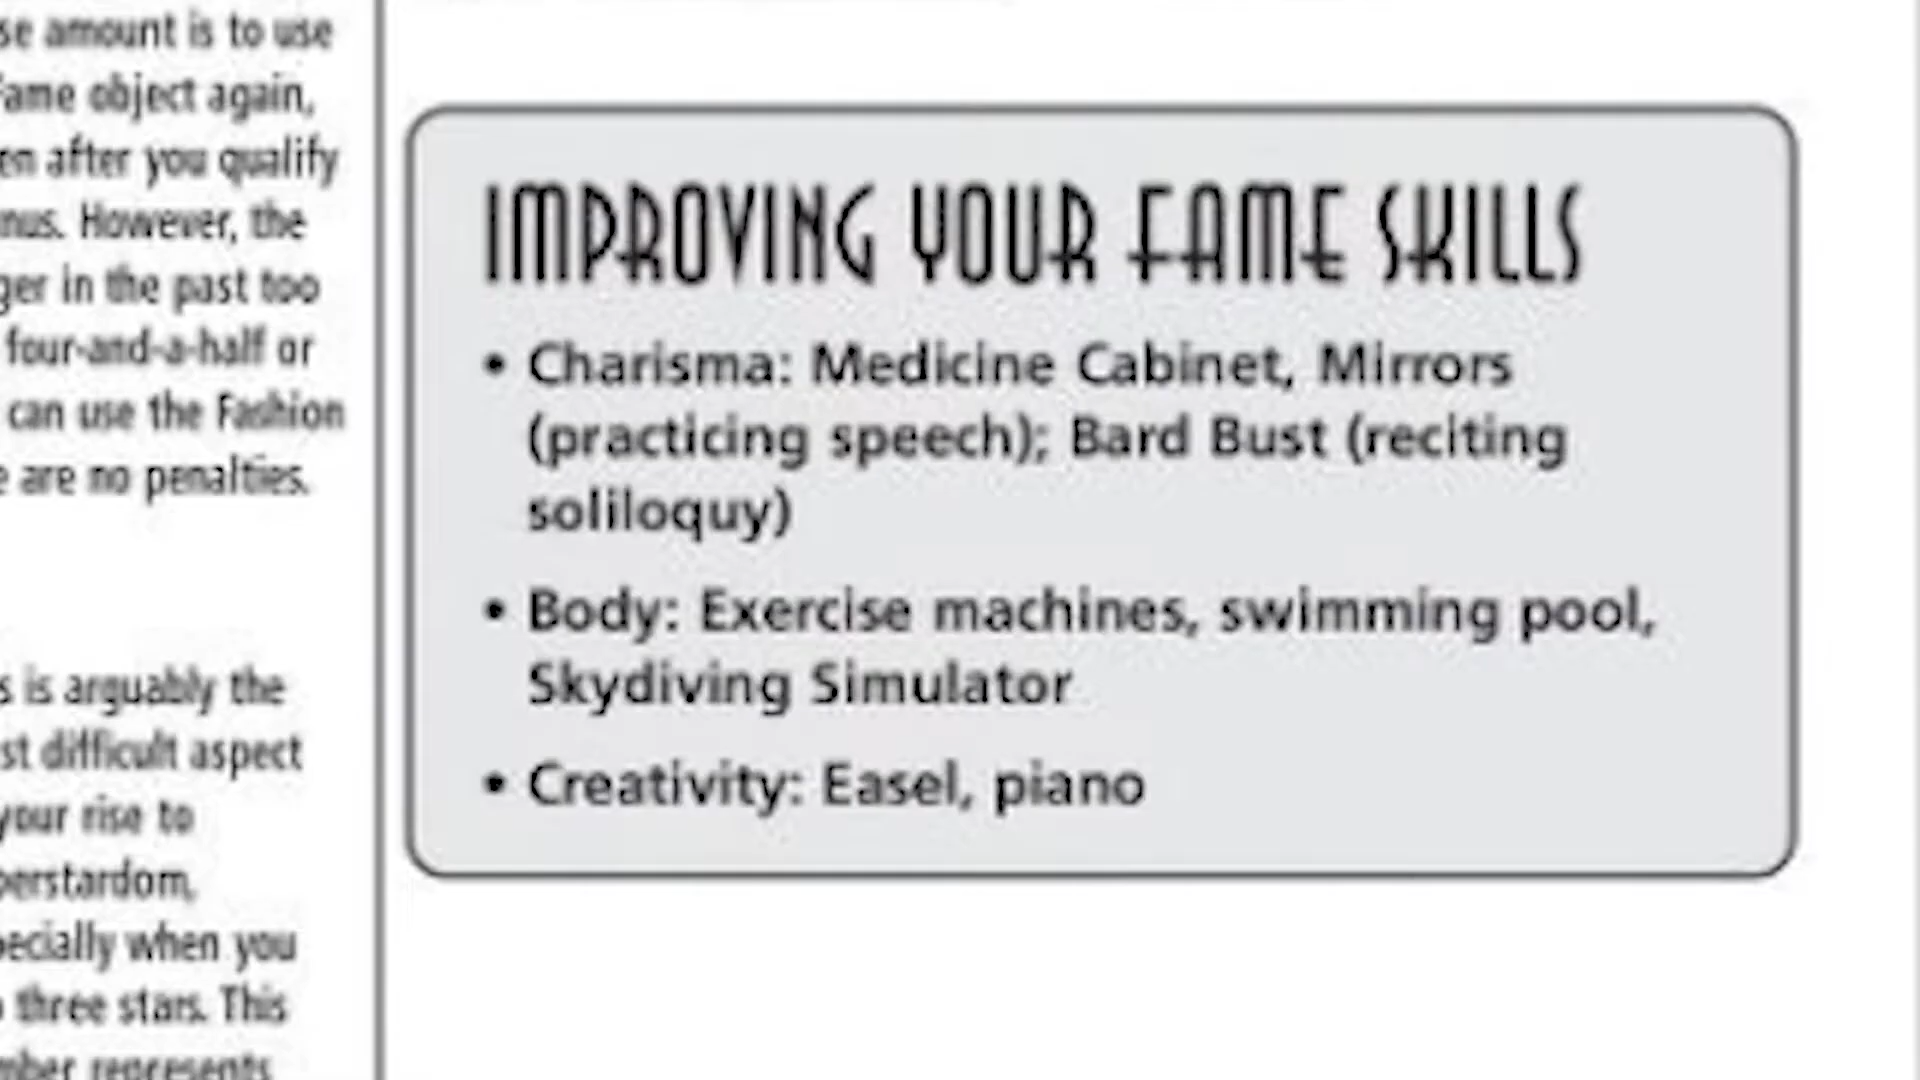 se amount is to use
Fame object again,
en after you qualify
nus. However, the
ger in the past too
four-and-a-half or
can use the Fashion
e are no penalties.
s is arguably the
st difficult aspect
your rise to
perstardom,
pecially when you
three stars. This
mber represents
IMPROVING YOUR FAME SKILLS
• Charisma: Medicine Cabinet, Mirrors
(practicing speech); Bard Bust (reciting
soliloquy)
• Body: Exercise machines, swimming pool,
Skydiving Simulator
• Creativity: Easel, piano